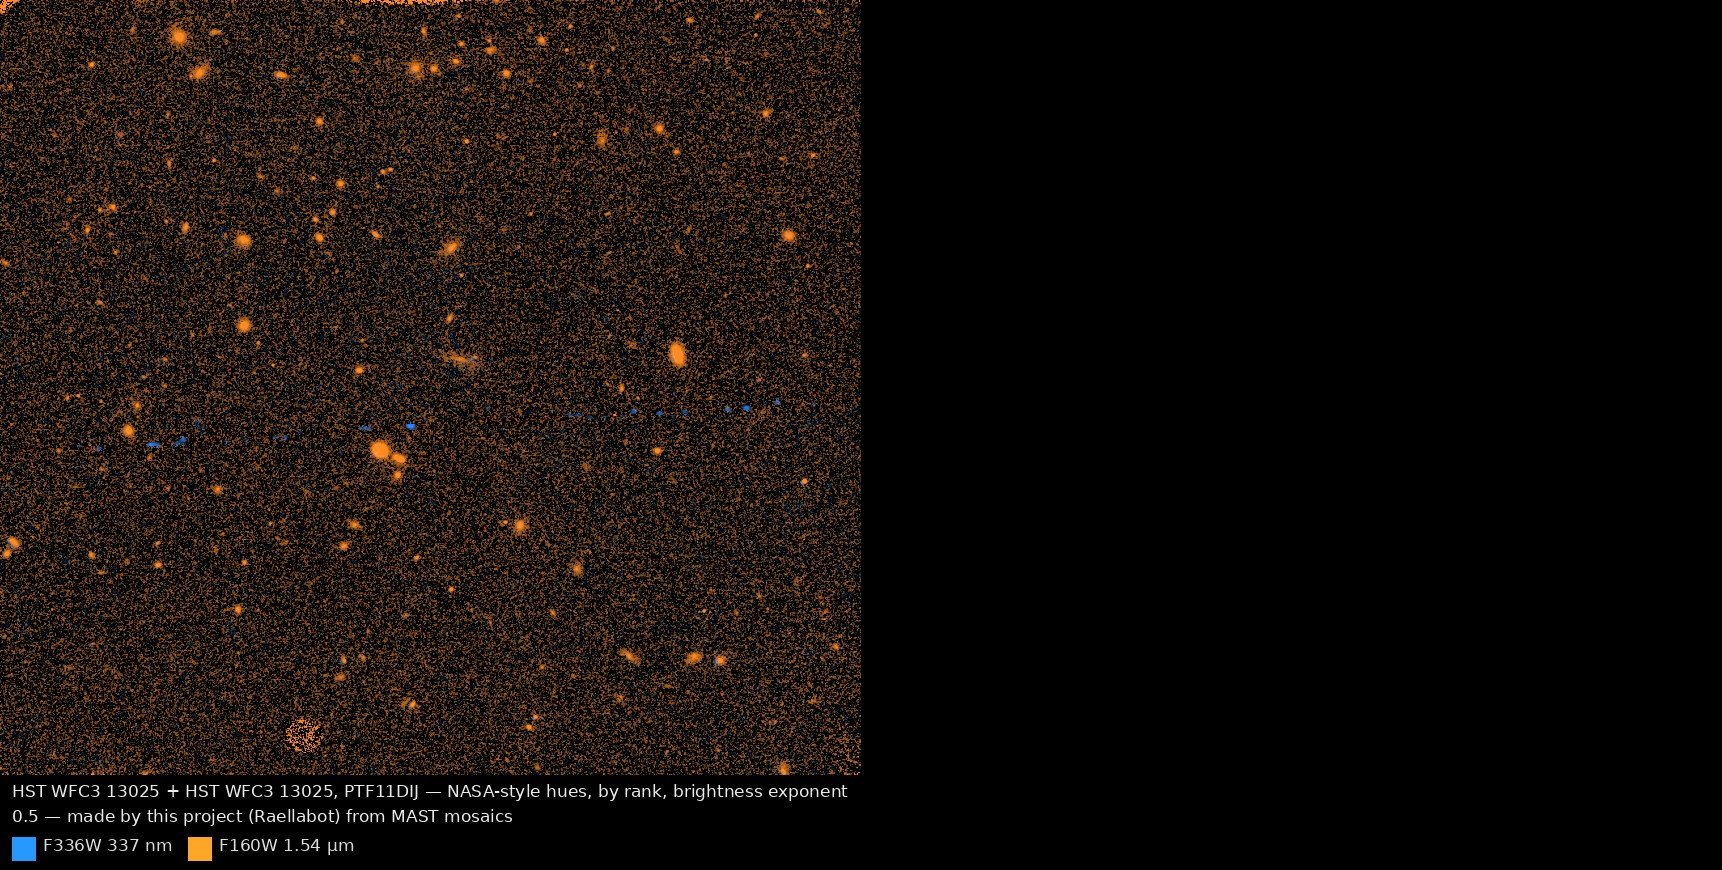 HST WFC3 13025 + HST WFC3 13025, PTF11DIJ — NASA-style hues, by rank, brightness exponent
0.5 — made by this project (Raellabot) from MAST mosaics
F336W 337 nm F160W 1.54 µm